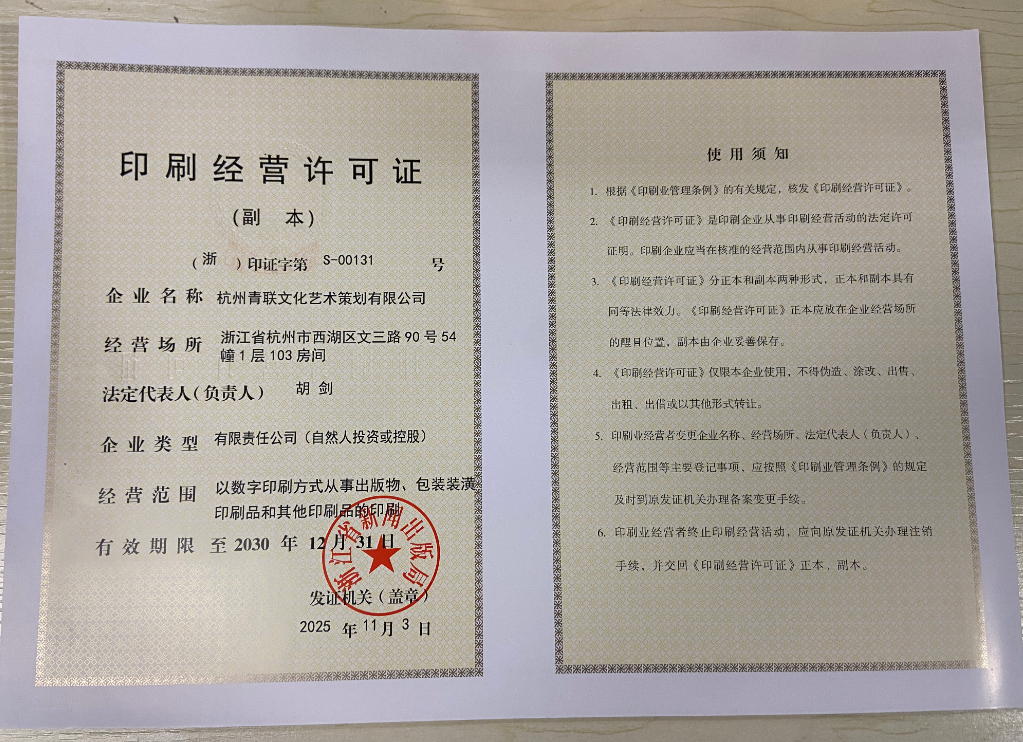 印刷经营许可证
(副 本)
(浙)印证字第 S-00131 号
企业名称 杭州青联文化艺术策划有限公司
经营场所 浙江省杭州市西湖区文三路90号54
幢1层103房间
法定代表人(负责人) 胡剑
企业类型 有限责任公司(自然人投资或控股)
经营范围 以数字印刷方式从事出版物、包装装潢
印刷品和其他印刷品的印刷
有效期限 至2030年12月31日
浙江省新闻出版局
发证机关(盖章)
2025年11月3日
使用须知
1. 根据《印刷业管理条例》的有关规定,核发《印刷经营许可证》。
2. 《印刷经营许可证》是印刷企业从事印刷经营活动的法定许可
证明。印刷企业应当在核准的经营范围内从事印刷经营活动。
3. 《印刷经营许可证》分正本和副本两种形式,正本和副本具有
同等法律效力。《印刷经营许可证》正本应放在企业经营场所
的醒目位置,副本由企业妥善保存。
4. 《印刷经营许可证》仅限本企业使用,不得伪造、涂改、出售、
出租、出借或以其他形式转让。
5. 印刷业经营者变更企业名称、经营场所、法定代表人(负责人)、
经营范围等主要登记事项,应按照《印刷业管理条例》的规定
及时到原发证机关办理备案变更手续。
6. 印刷业经营者终止印刷经营活动,应向原发证机关办理注销
手续,并交回《印刷经营许可证》正本、副本。